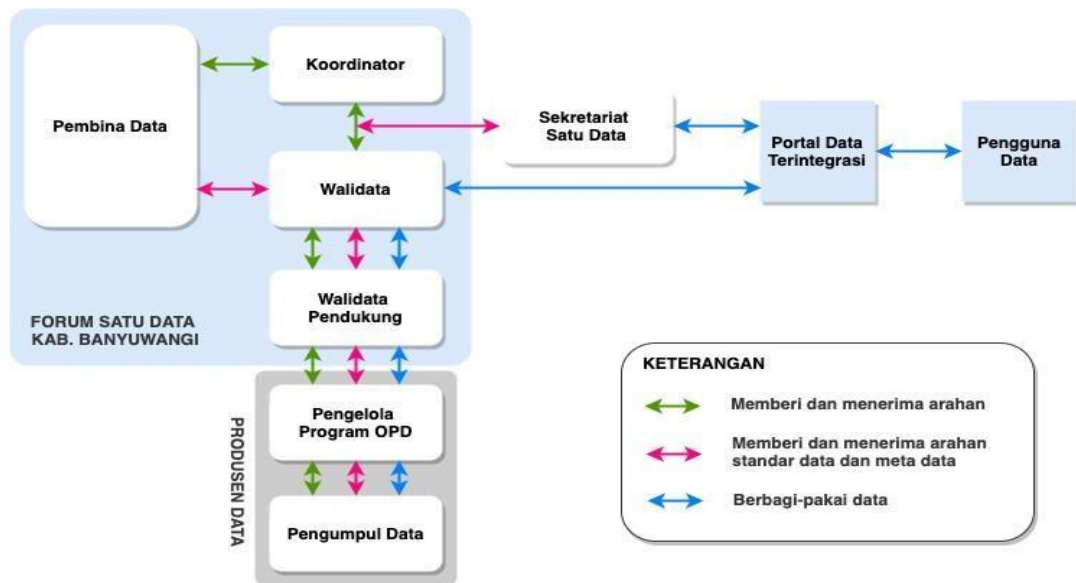 Pembina Data
Koordinator
Walidata
Walidata
Pendukung
FORUM SATU DATA
KAB. BANYUWANGI
Sekretariat
Satu Data
Portal Data
Terintegrasi
Pengguna
Data
PRODUSEN DATA
Pengelola
Program OPD
Pengumpul Data
KETERANGAN
Memberi dan menerima arahan
Memberi dan menerima arahan
standar data dan meta data
Berbagi-pakai data